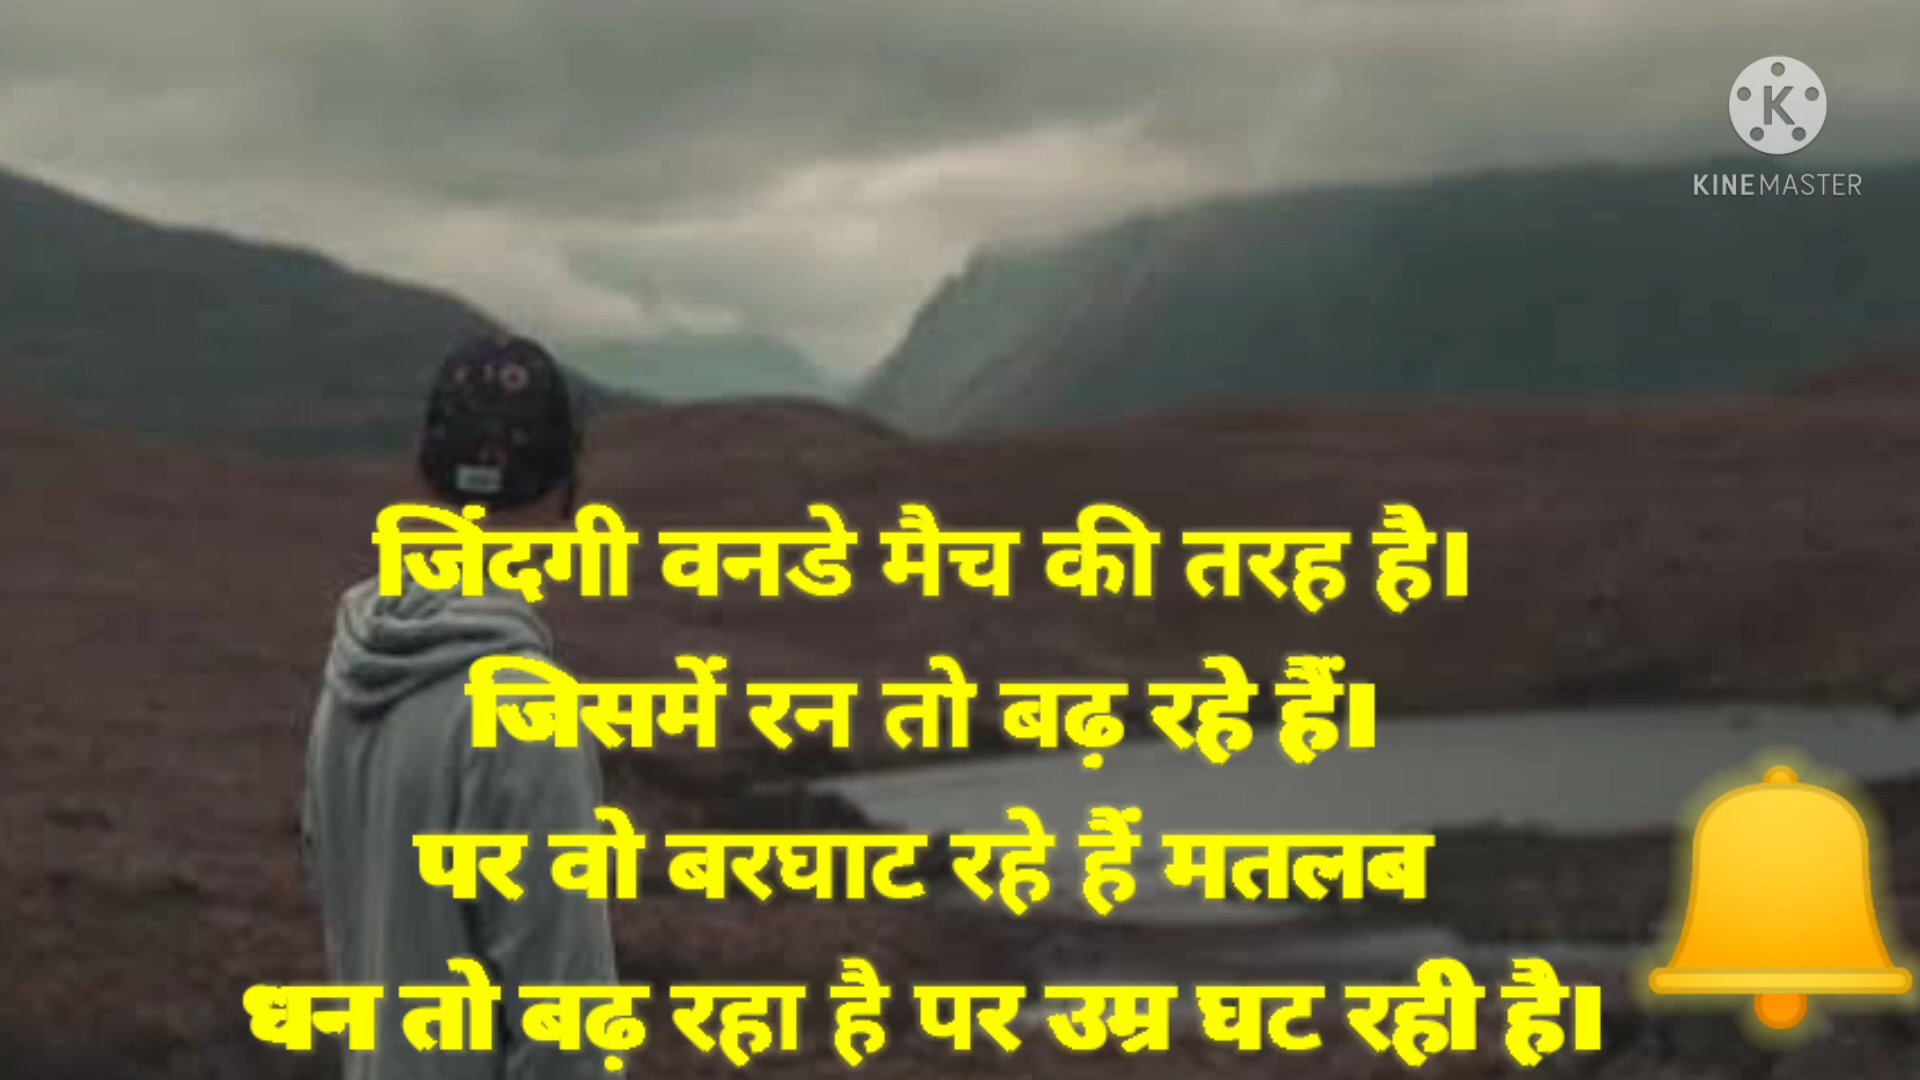 KINEMASTER
जिंदगी वनडे मैच की तरह है।
जिसमें रन तो बढ़ रहे हैं।
पर वो बरघाट रहे हैं मतलब
धन तो बढ़ रहा है पर उम्र घट रही है।